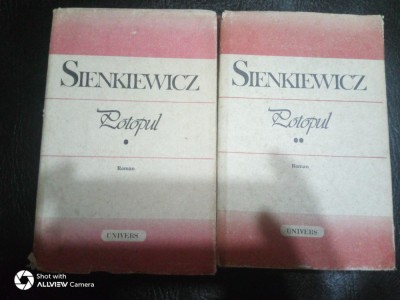 SIENKIEWICZ
Potopul
*
Roman
UNIVERS
SIENKIEWICZ
Potopul
**
Roman
UNIVERS
Shot with
ALLVIEW Camera